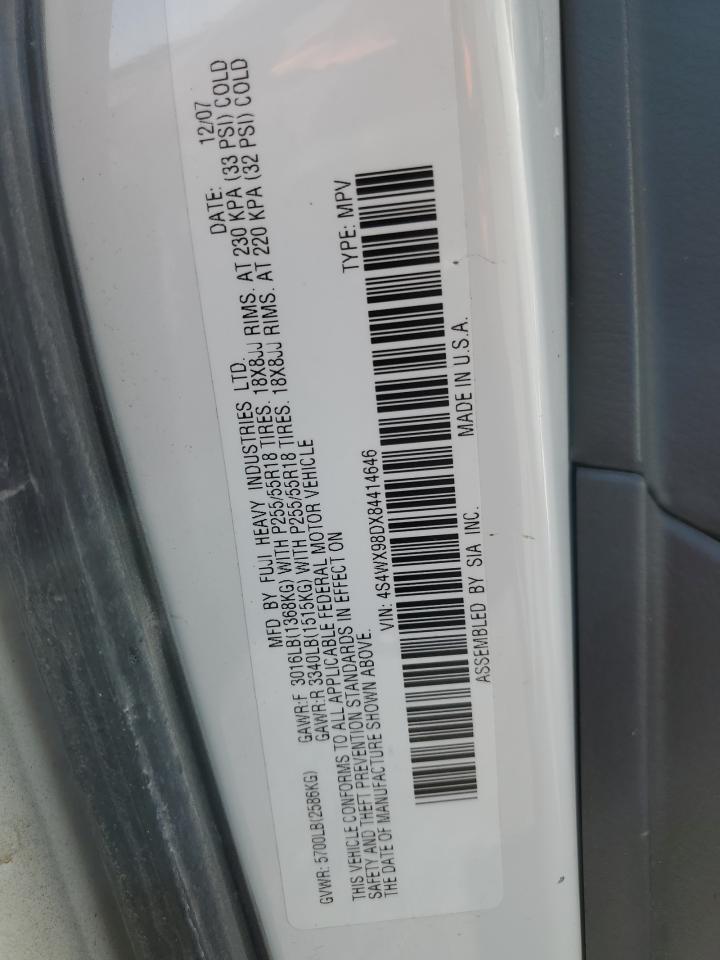 MFD BY FUJI HEAVY INDUSTRIES LTD. DATE: 12/07
GVWR: 5700LB(2586KG) GAWR:F 3016LB(1368KG) WITH P255/55R18 TIRES. 18X8JJ RIMS. AT 230 KPA (33 PSI) COLD
GAWR:R 3340LB(1515KG) WITH P255/55R18 TIRES. 18X8JJ RIMS. AT 220 KPA (32 PSI) COLD
THIS VEHICLE CONFORMS TO ALL APPLICABLE FEDERAL MOTOR VEHICLE
SAFETY AND THEFT PREVENTION STANDARDS IN EFFECT ON
THE DATE OF MANUFACTURE SHOWN ABOVE.
VIN: 4S4WX98DX84414646 TYPE: MPV
ASSEMBLED BY SIA INC. MADE IN U.S.A.